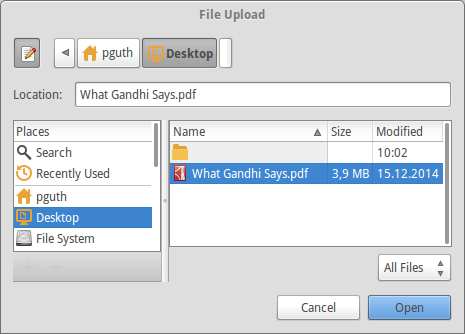 File Upload
pguth Desktop
Location: What Gandhi Says.pdf
Places
Search
Recently Used
pguth
Desktop
File System
Name Size Modified
10:02
What Gandhi Says.pdf 3,9 MB 15.12.2014
All Files
Cancel Open